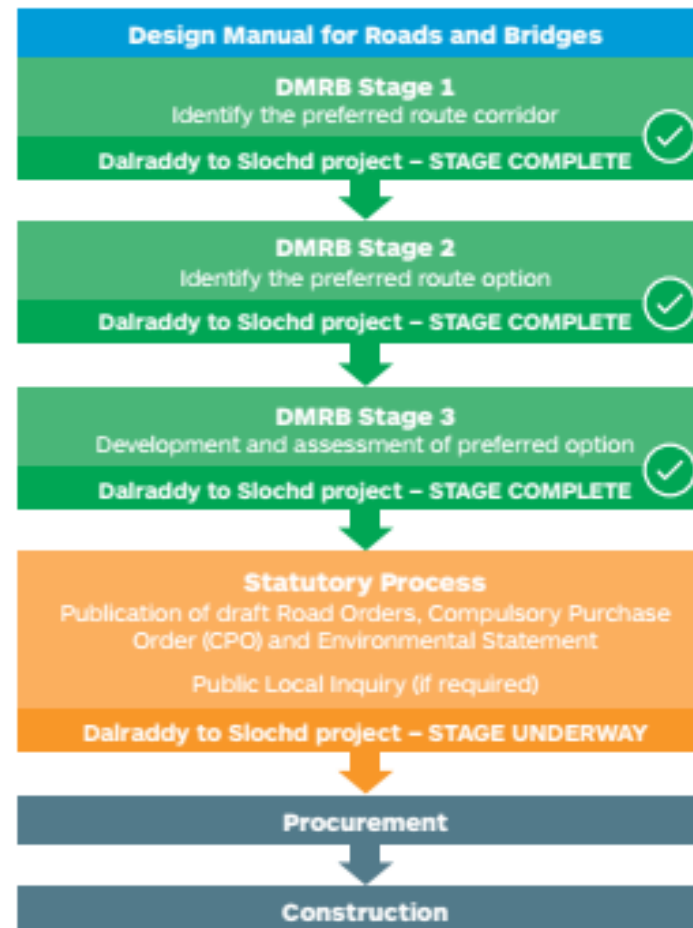 Design Manual for Roads and Bridges
DMRB Stage 1
Identify the preferred route corridor
Dalraddy to Slochd project – STAGE COMPLETE
DMRB Stage 2
Identify the preferred route option
Dalraddy to Slochd project – STAGE COMPLETE
DMRB Stage 3
Development and assessment of preferred option
Dalraddy to Slochd project – STAGE COMPLETE
Statutory Process
Publication of draft Road Orders, Compulsory Purchase
Order (CPO) and Environmental Statement
Public Local Inquiry (if required)
Dalraddy to Slochd project – STAGE UNDERWAY
Procurement
Construction